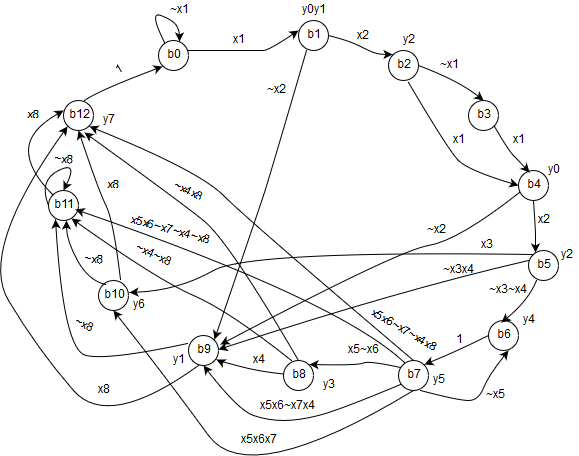 ~x1
y0y1
b0
x1
b1
x2
y2
b2
~x1
1
~x2
b3
x8
b12
y7
x1
x1
~x8
b4
y0
x8
~x4x8
b11
x5x6~x7~x4~x8
~x2
x2
x3
~x4~x8
~x8
b5
y2
~x3x4
b10
y6
~x3~x4
y4
x5x6~x7~x4x8
~x8
b6
1
b9
y1
x4
x5~x6
b8
y3
b7
y5
x8
x5x6~x7x4
~x5
x5x6x7